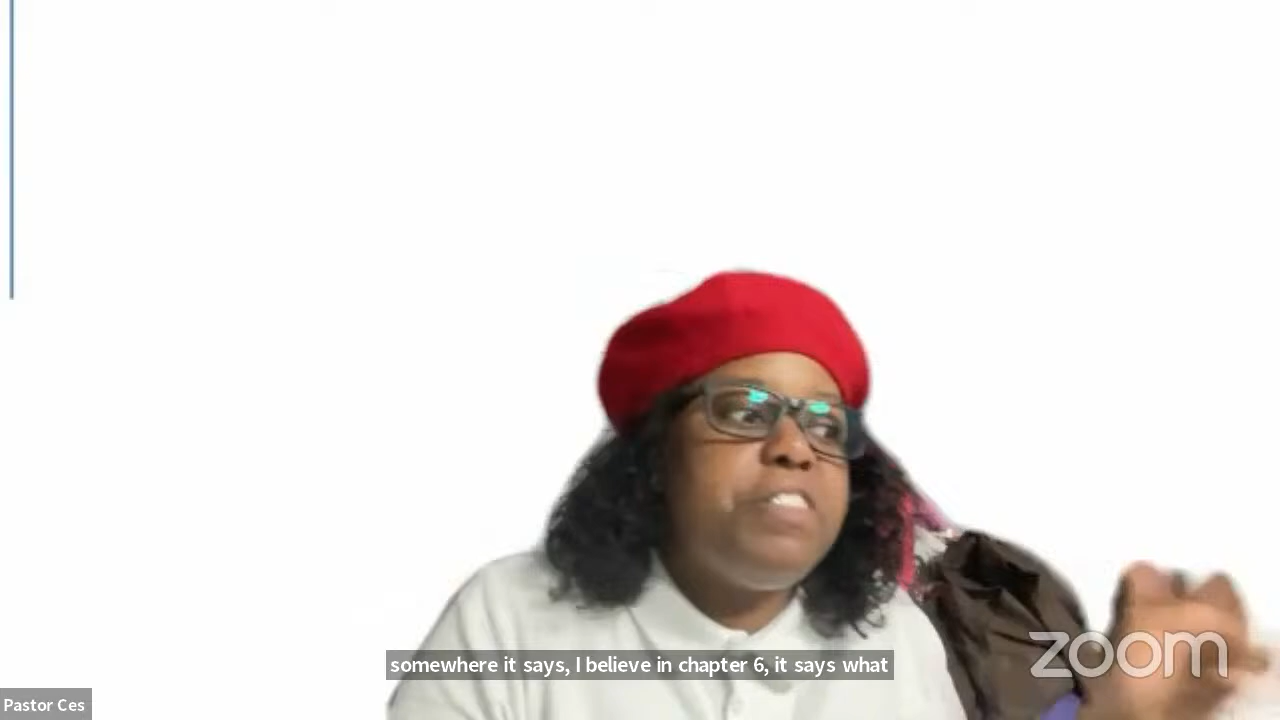 somewhere it says, I believe in chapter 6, it says what
zoom
Pastor Ces